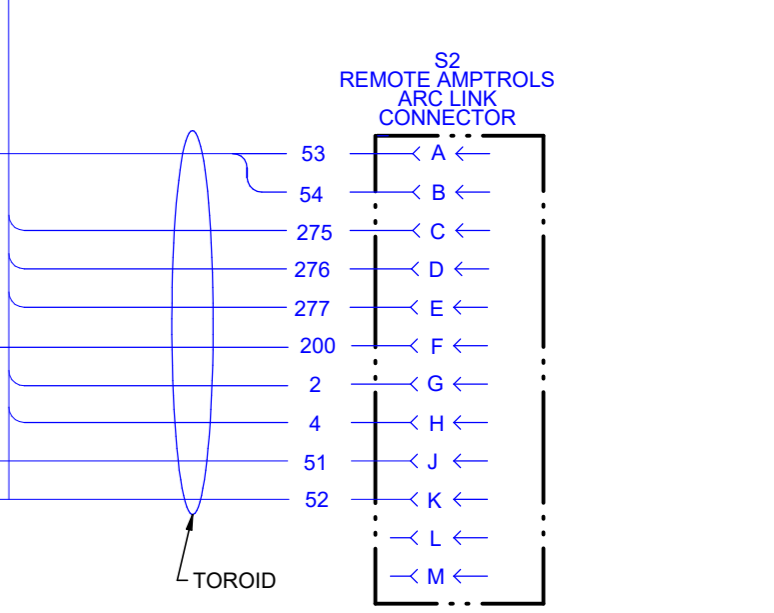 S2
REMOTE AMPTROLS
ARC LINK
CONNECTOR
53 A
54 B
275 C
276 D
277 E
200 F
2 G
4 H
51 J
52 K
L
M
TOROID